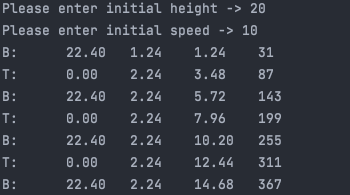 Please enter initial height -> 20
Please enter initial speed -> 10
B: 22.40 1.24 1.24 31
T: 0.00 2.24 3.48 87
B: 22.40 2.24 5.72 143
T: 0.00 2.24 7.96 199
B: 22.40 2.24 10.20 255
T: 0.00 2.24 12.44 311
B: 22.40 2.24 14.68 367